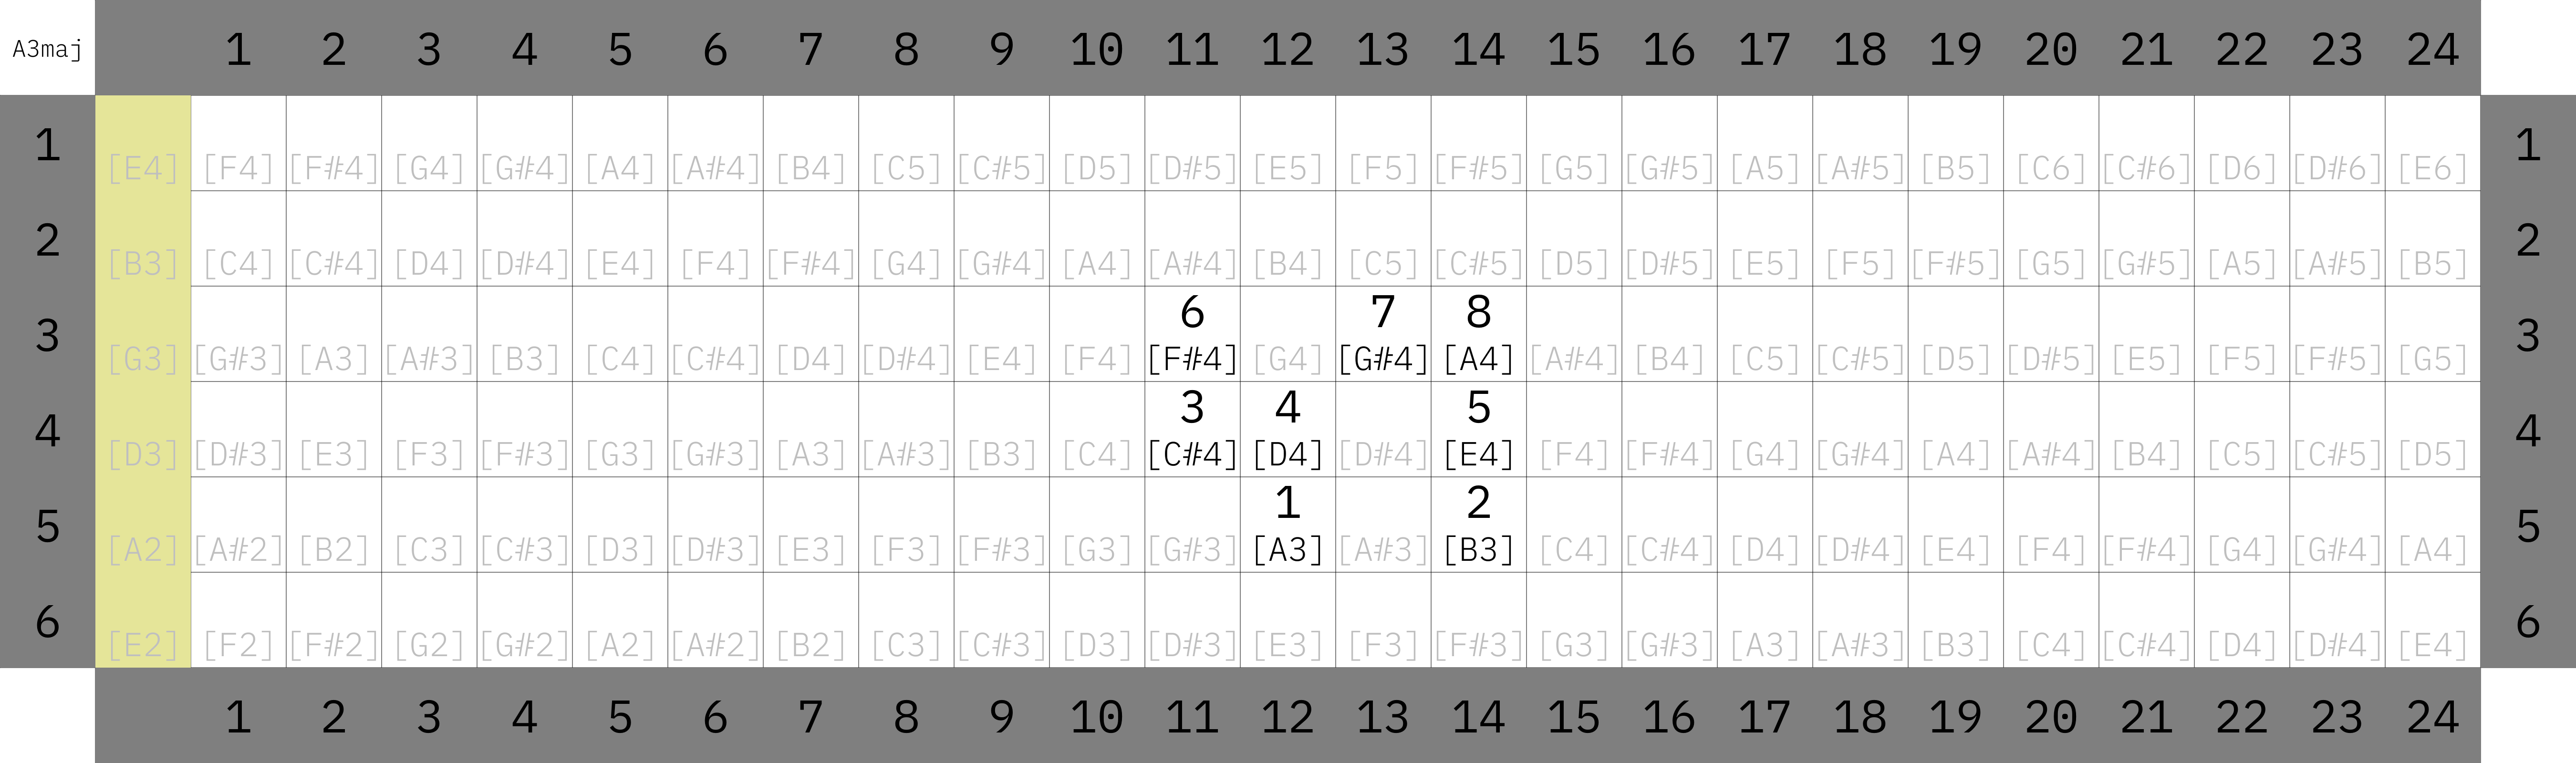 A3maj 1 2 3 4 5 6 7 8 9 10 11 12 13 14 15 16 17 18 19 20 21 22 23 24
1 [E4] [F4] [F#4] [G4] [G#4] [A4] [A#4] [B4] [C5] [C#5] [D5] [D#5] [E5] [F5] [F#5] [G5] [G#5] [A5] [A#5] [B5] [C6] [C#6] [D6] [D#6] [E6] 1
2 [B3] [C4] [C#4] [D4] [D#4] [E4] [F4] [F#4] [G4] [G#4] [A4] [A#4] [B4] [C5] [C#5] [D5] [D#5] [E5] [F5] [F#5] [G5] [G#5] [A5] [A#5] [B5] 2
6 7 8
3 [G3] [G#3] [A3] [A#3] [B3] [C4] [C#4] [D4] [D#4] [E4] [F4] [F#4] [G4] [G#4] [A4] [A#4] [B4] [C5] [C#5] [D5] [D#5] [E5] [F5] [F#5] [G5] 3
3 4 5
4 [D3] [D#3] [E3] [F3] [F#3] [G3] [G#3] [A3] [A#3] [B3] [C4] [C#4] [D4] [D#4] [E4] [F4] [F#4] [G4] [G#4] [A4] [A#4] [B4] [C5] [C#5] [D5] 4
1 2
5 [A2] [A#2] [B2] [C3] [C#3] [D3] [D#3] [E3] [F3] [F#3] [G3] [G#3] [A3] [A#3] [B3] [C4] [C#4] [D4] [D#4] [E4] [F4] [F#4] [G4] [G#4] [A4] 5
6 [E2] [F2] [F#2] [G2] [G#2] [A2] [A#2] [B2] [C3] [C#3] [D3] [D#3] [E3] [F3] [F#3] [G3] [G#3] [A3] [A#3] [B3] [C4] [C#4] [D4] [D#4] [E4] 6
1 2 3 4 5 6 7 8 9 10 11 12 13 14 15 16 17 18 19 20 21 22 23 24